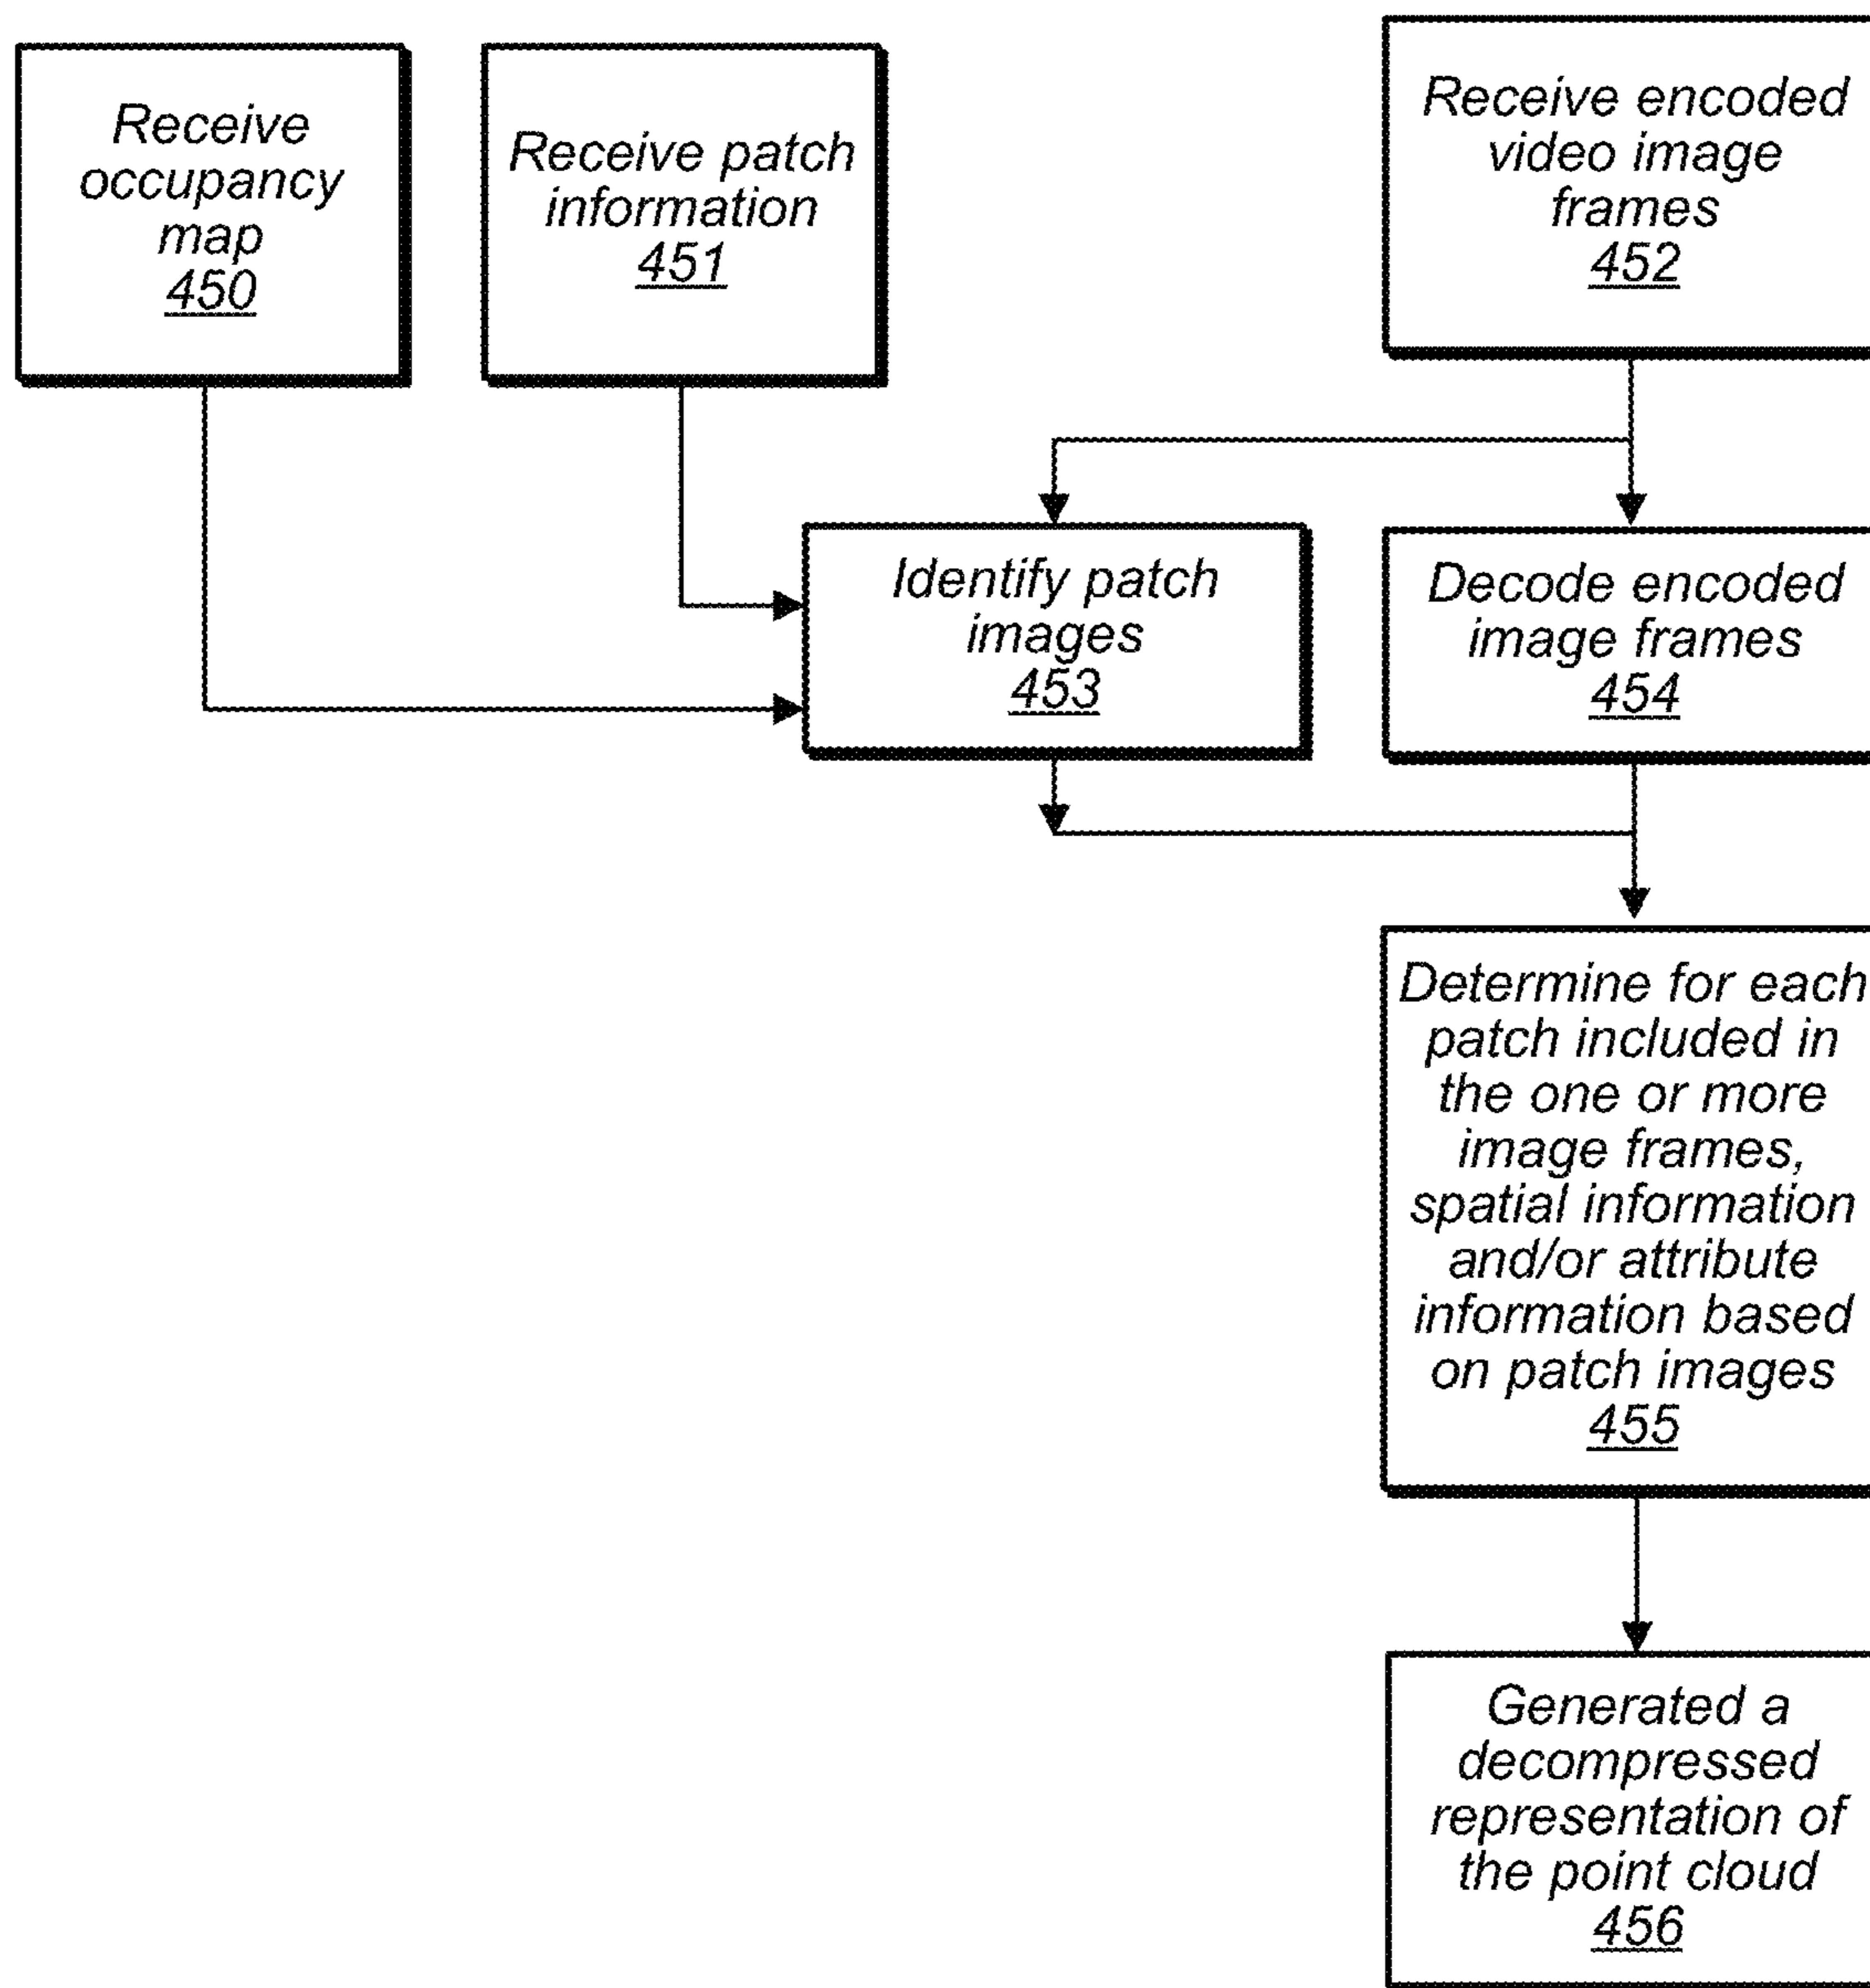 Receive
occupancy
map
450
Receive patch
information
451
Receive encoded
video image
frames
452
Identify patch
images
453
Decode encoded
image frames
454
Determine for each
patch included in
the one or more
image frames,
spatial information
and/or attribute
information based
on patch images
455
Generated a
decompressed
representation of
the point cloud
456